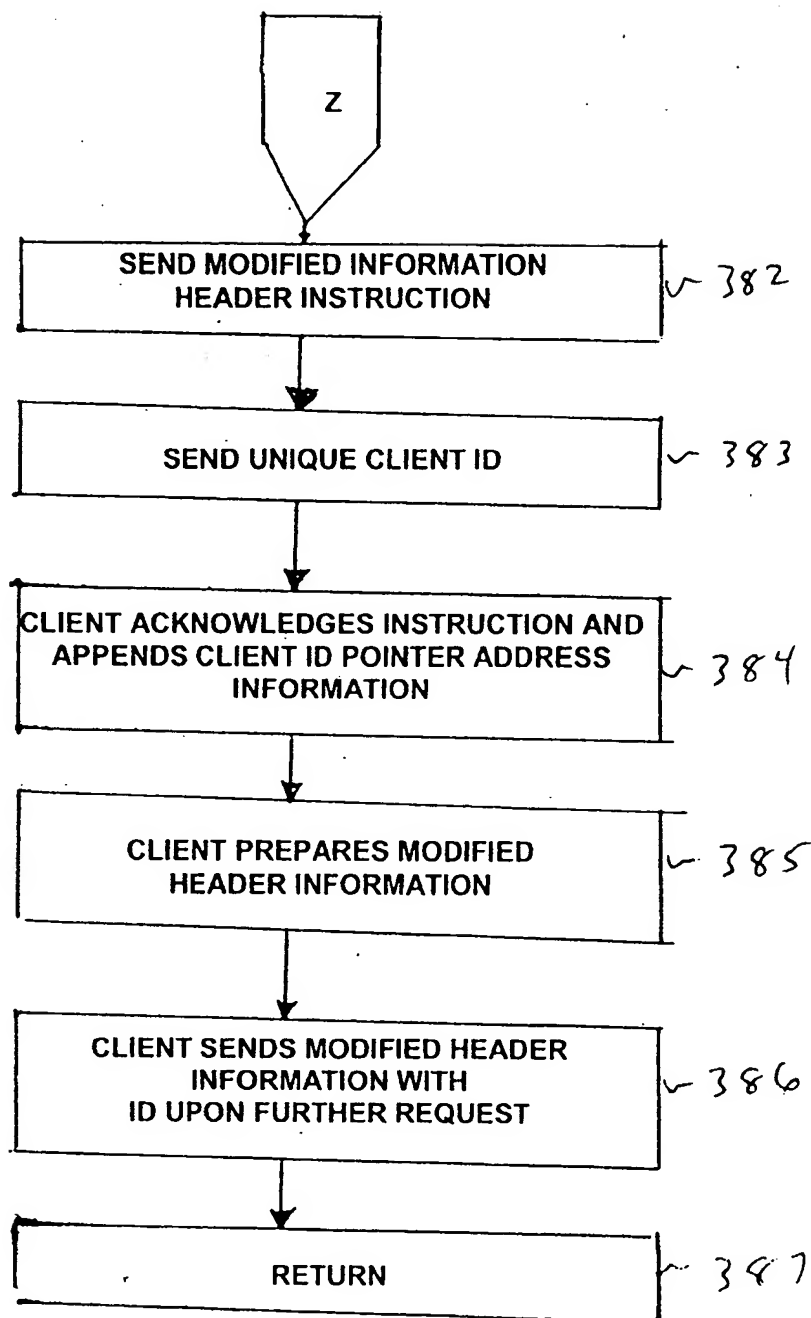 Z
SEND MODIFIED INFORMATION
HEADER INSTRUCTION
382
SEND UNIQUE CLIENT ID
383
CLIENT ACKNOWLEDGES INSTRUCTION AND
APPENDS CLIENT ID POINTER ADDRESS
INFORMATION
384
CLIENT PREPARES MODIFIED
HEADER INFORMATION
385
CLIENT SENDS MODIFIED HEADER
INFORMATION WITH
ID UPON FURTHER REQUEST
386
RETURN
387